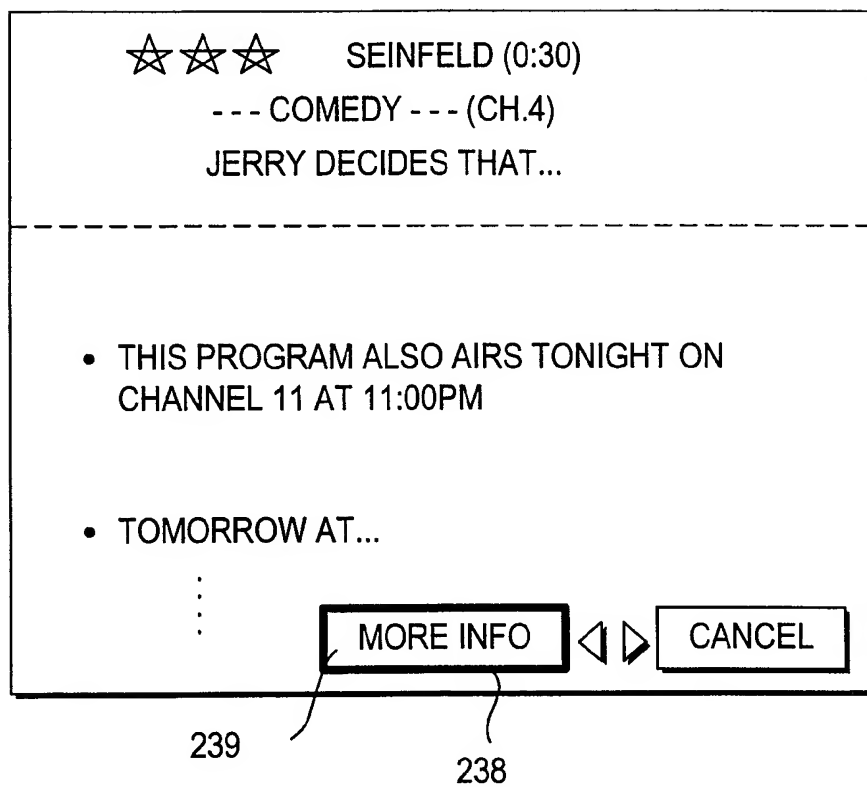 ☆☆☆ SEINFELD (0:30)
--- COMEDY --- (CH.4)
JERRY DECIDES THAT...
• THIS PROGRAM ALSO AIRS TONIGHT ON
CHANNEL 11 AT 11:00PM
• TOMORROW AT...
MORE INFO CANCEL
239
238